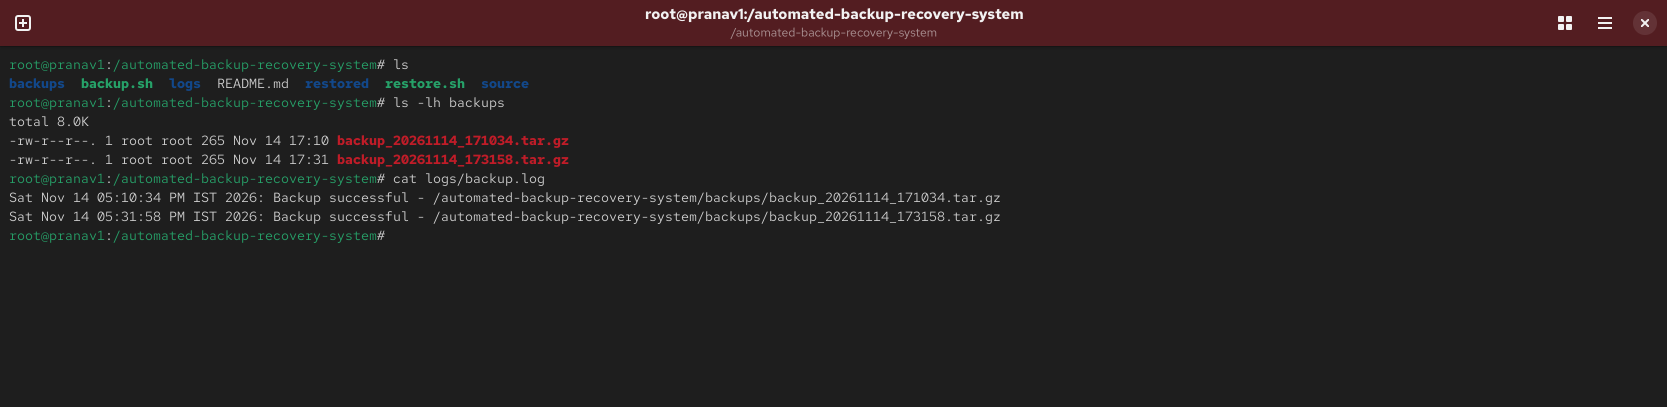 root@pranav1:/automated-backup-recovery-system
/automated-backup-recovery-system
root@pranav1:/automated-backup-recovery-system# ls
backups  backup.sh  logs  README.md  restored  restore.sh  source
root@pranav1:/automated-backup-recovery-system# ls -lh backups
total 8.0K
-rw-r--r--. 1 root root 265 Nov 14 17:10 backup_20261114_171034.tar.gz
-rw-r--r--. 1 root root 265 Nov 14 17:31 backup_20261114_173158.tar.gz
root@pranav1:/automated-backup-recovery-system# cat logs/backup.log
Sat Nov 14 05:10:34 PM IST 2026: Backup successful - /automated-backup-recovery-system/backups/backup_20261114_171034.tar.gz
Sat Nov 14 05:31:58 PM IST 2026: Backup successful - /automated-backup-recovery-system/backups/backup_20261114_173158.tar.gz
root@pranav1:/automated-backup-recovery-system#